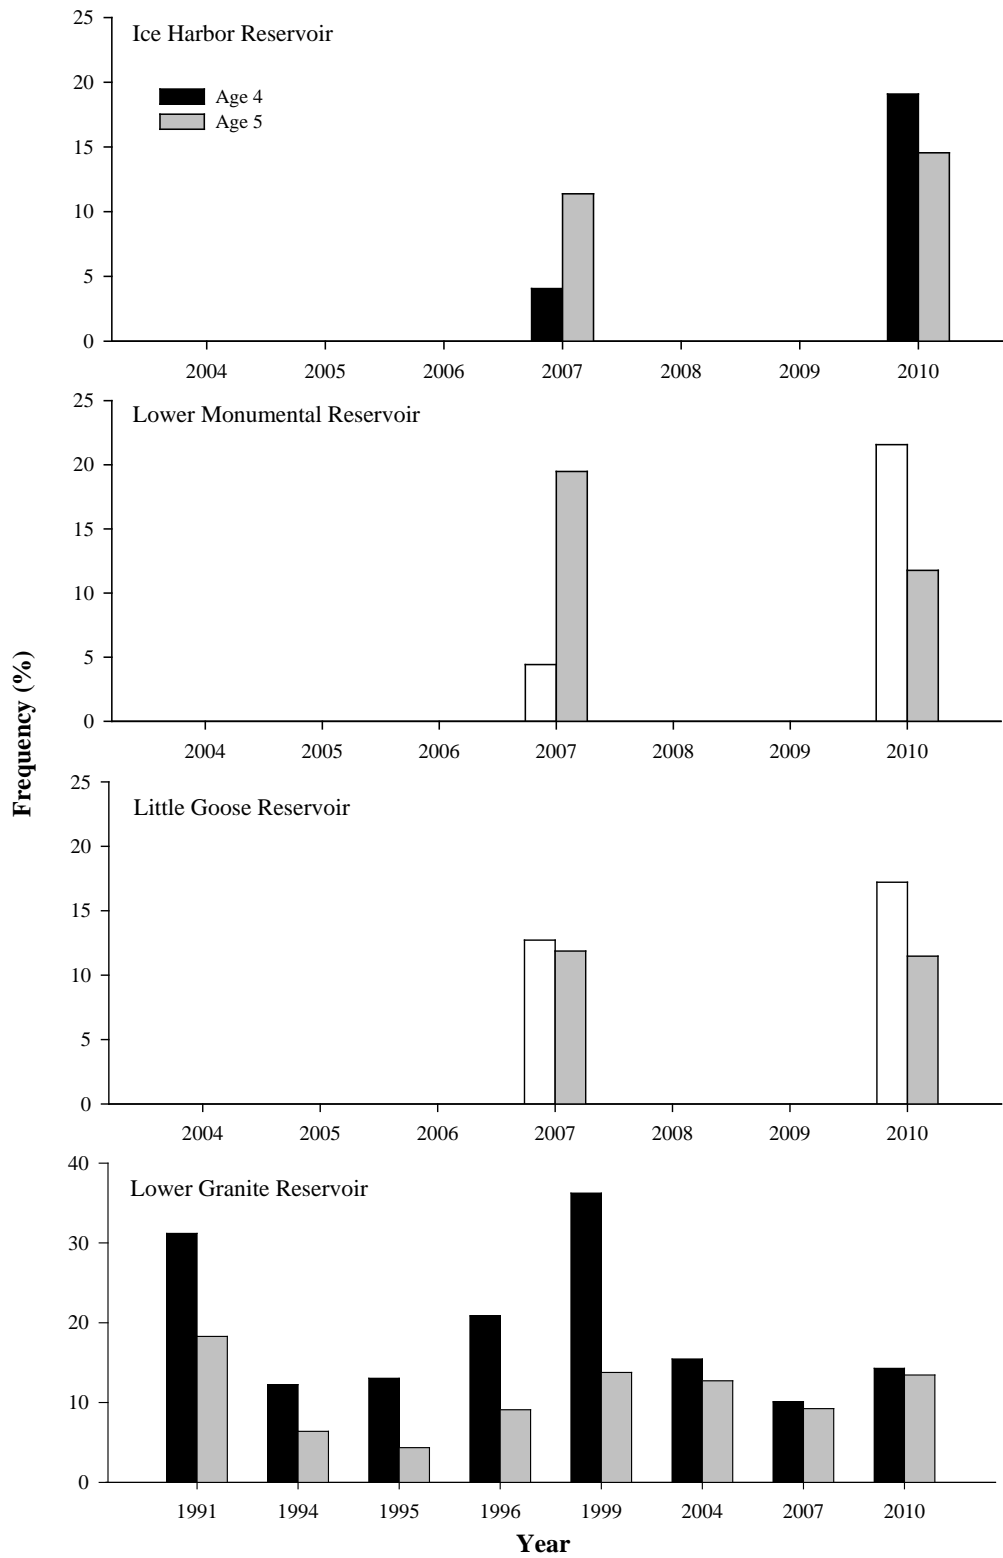 25
Ice Harbor Reservoir
20
Age 4
Age 5
15
10
5
0
2004 2005 2006 2007 2008 2009 2010
25
Lower Monumental Reservoir
20
15
10
5
0
2004 2005 2006 2007 2008 2009 2010
Frequency (%)
25
Little Goose Reservoir
20
15
10
5
0
2004 2005 2006 2007 2008 2009 2010
40
Lower Granite Reservoir
30
20
10
0
1991 1994 1995 1996 1999 2004 2007 2010
Year